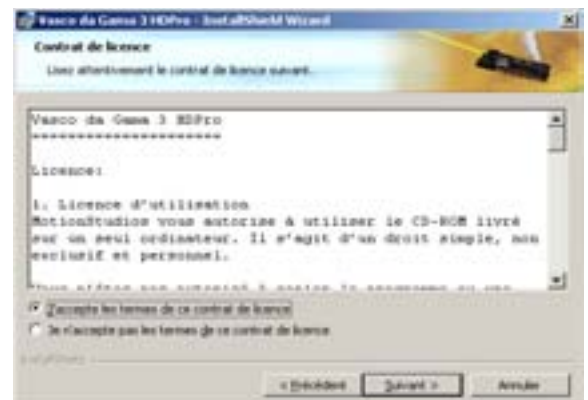 Vasco da Gama 3 HDPro - InstallShield Wizard
Contrat de licence
Lisez attentivement le contrat de licence suivant.
Vasco da Gama 3 HDPro
======================
Licence:
1. Licence d'utilisation
MotionStudios vous autorise à utiliser le CD-ROM livré
sur un seul ordinateur. Il s'agit d'un droit simple, non
exclusif et personnel.
J'accepte les termes de ce contrat de licence
Je n'accepte pas les termes de ce contrat de licence
InstallShield
< Précédent
Suivant >
Annuler